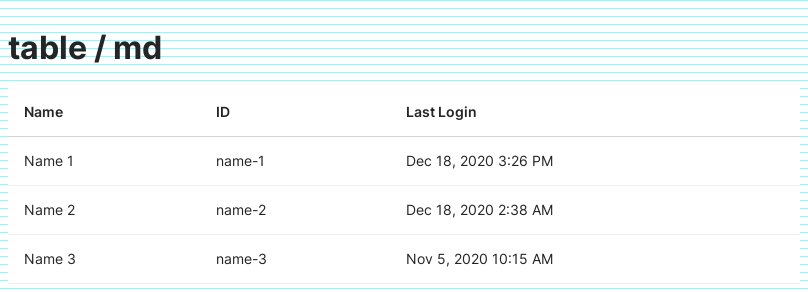 table / md
Name ID Last Login
Name 1 name-1 Dec 18, 2020 3:26 PM
Name 2 name-2 Dec 18, 2020 2:38 AM
Name 3 name-3 Nov 5, 2020 10:15 AM